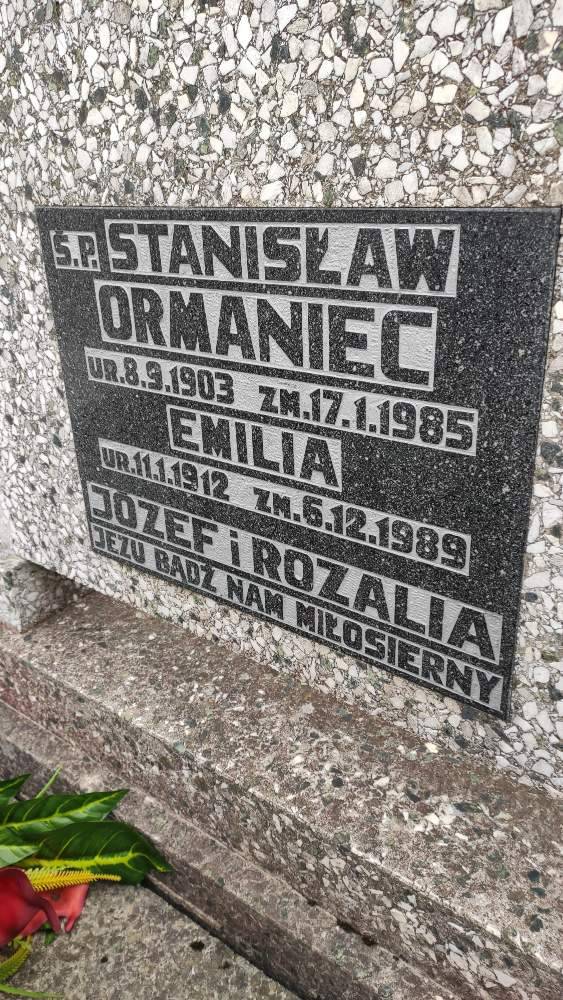 Ś.P. STANISŁAW
ORMANIEC
UR.8.9.1903 ZM.17.1.1985
EMILIA
UR.11.1.1912 ZM.6.12.1989
JÓZEF i ROZALIA
JEZU BĄDŹ NAM MIŁOSIERNY